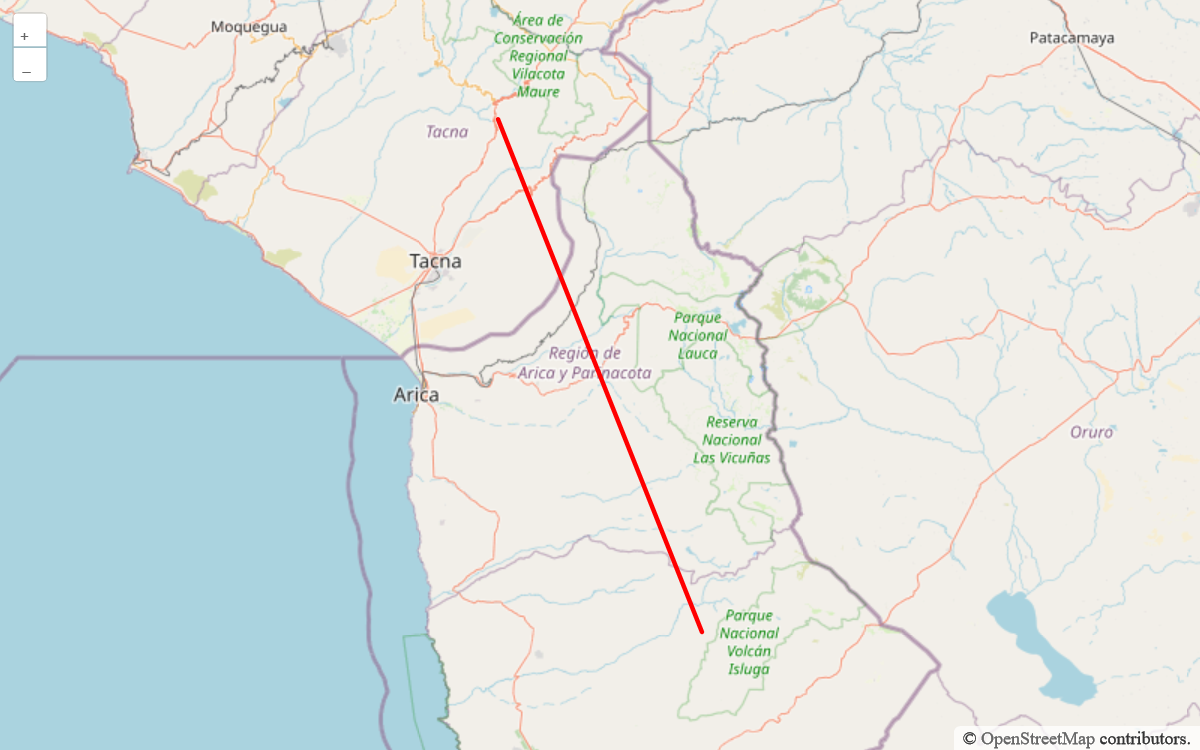 +
–
Moquegua
Área de
Conservación
Regional
Vilacota
Maure
Patacamaya
Tacna
Tacna
Parque
Nacional
Lauca
Región de
Arica y Parinacota
Arica
Reserva
Nacional
Las Vicuñas
Oruro
Parque
Nacional
Volcán
Isluga
© OpenStreetMap contributors.